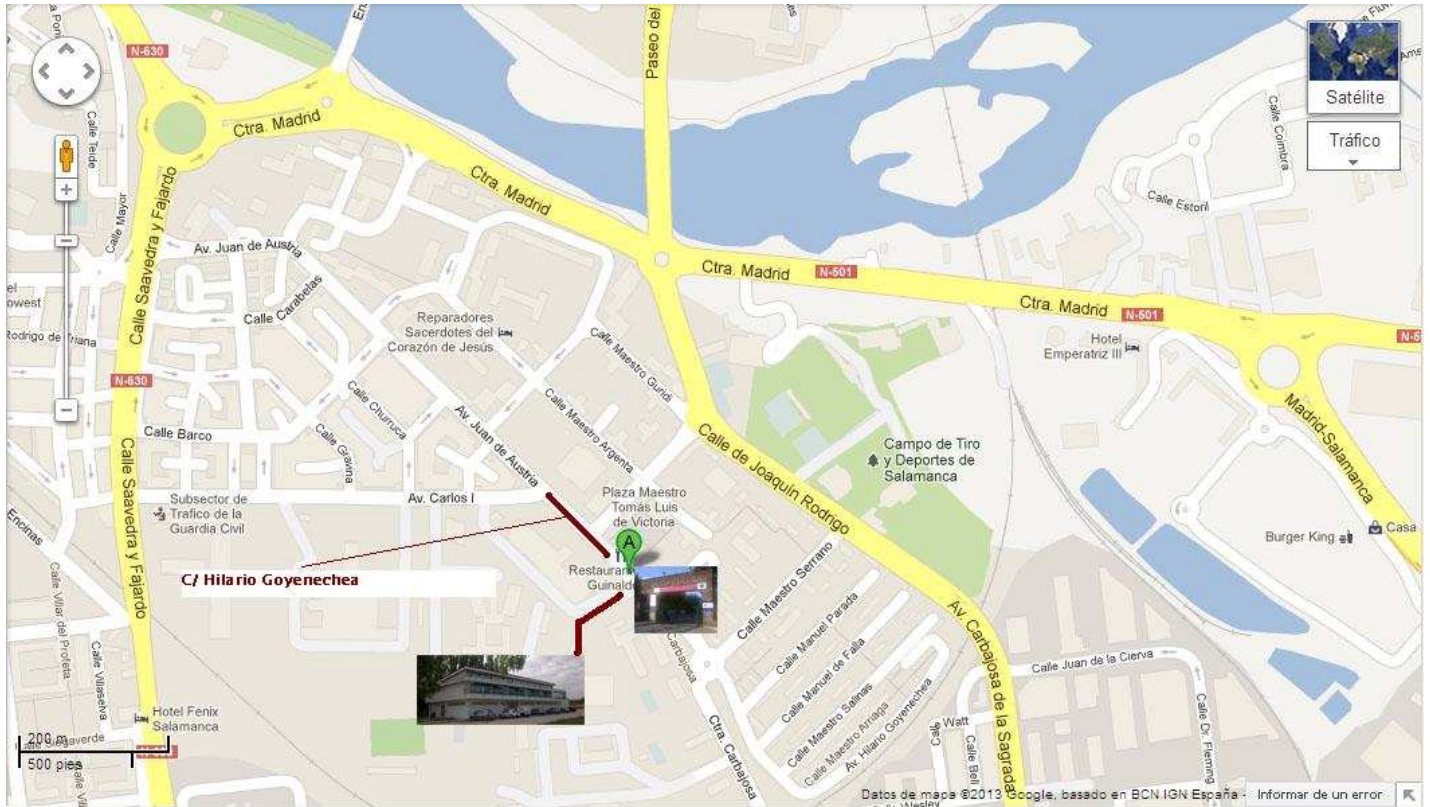 N-630
Ctra. Madrid
Paseo del
Satélite
Tráfico
Calle Teide
Calle Mayor
Calle Coimbra
Calle Estoril
Ctra. Madrid
Av. Juan de Austria
Calle Saavedra y Fajardo
Calle Carabelas
Ctra. Madrid
N-501
Ctra. Madrid
N-501
Rodrigo de Triana
Reparadores
Sacerdotes del
Corazón de Jesús
Calle Maestro Guridi
Hotel
Emperatriz III
N-630
Calle Churruca
Calle Maestro Argenta
Av. Juan de Austria
Madrid-Salamanca
Calle Barco
Calle Gravina
Calle de Joaquín Rodrigo
Campo de Tiro
y Deportes de
Salamanca
Calle Saavedra y Fajardo
Subsector de
Trafico de la
Guardia Civil
Av. Carlos I
Plaza Maestro
Tomás Luis
de Victoria
Encinas
Burger King
Casa
A
C/ Hilario Goyenechea
Calle Maestro Serrano
Calle Villar del Profeta
Calle Villaselva
Carbajosa
Calle Manuel Parada
Calle Manuel de Falla
Calle Maestro Salinas
Calle Maestro Arriaga
Av. Hilario Goyenechea
Av. Carbajosa de la Sagrada
Calle Juan de la Cierva
Hotel Fenix
Salamanca
Ctra. Carbajosa
Calle Watt
Calle Bell
Calle Dr. Fleming
200 m
500 pies
Datos de mapa ©2013 Google, basado en BCN IGN España - Informar de un error